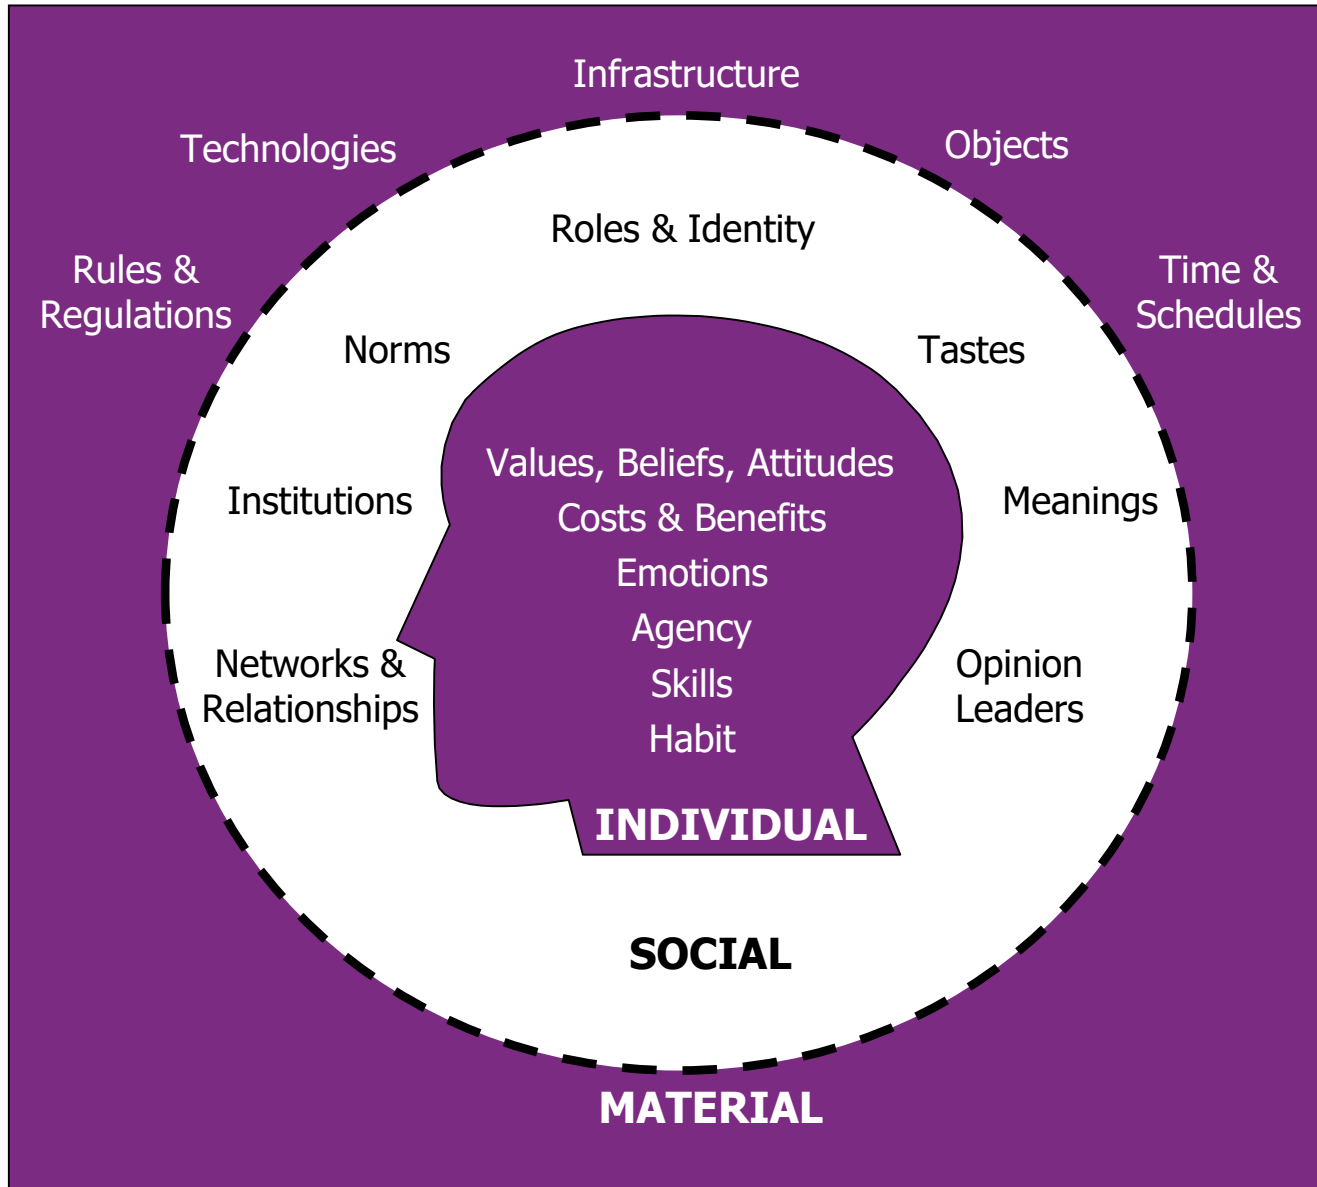 Infrastructure
Technologies
Objects
Rules &
Regulations
Time &
Schedules
Roles & Identity
Norms
Tastes
Institutions
Meanings
Networks &
Relationships
Opinion
Leaders
Values, Beliefs, Attitudes
Costs & Benefits
Emotions
Agency
Skills
Habit
INDIVIDUAL
SOCIAL
MATERIAL